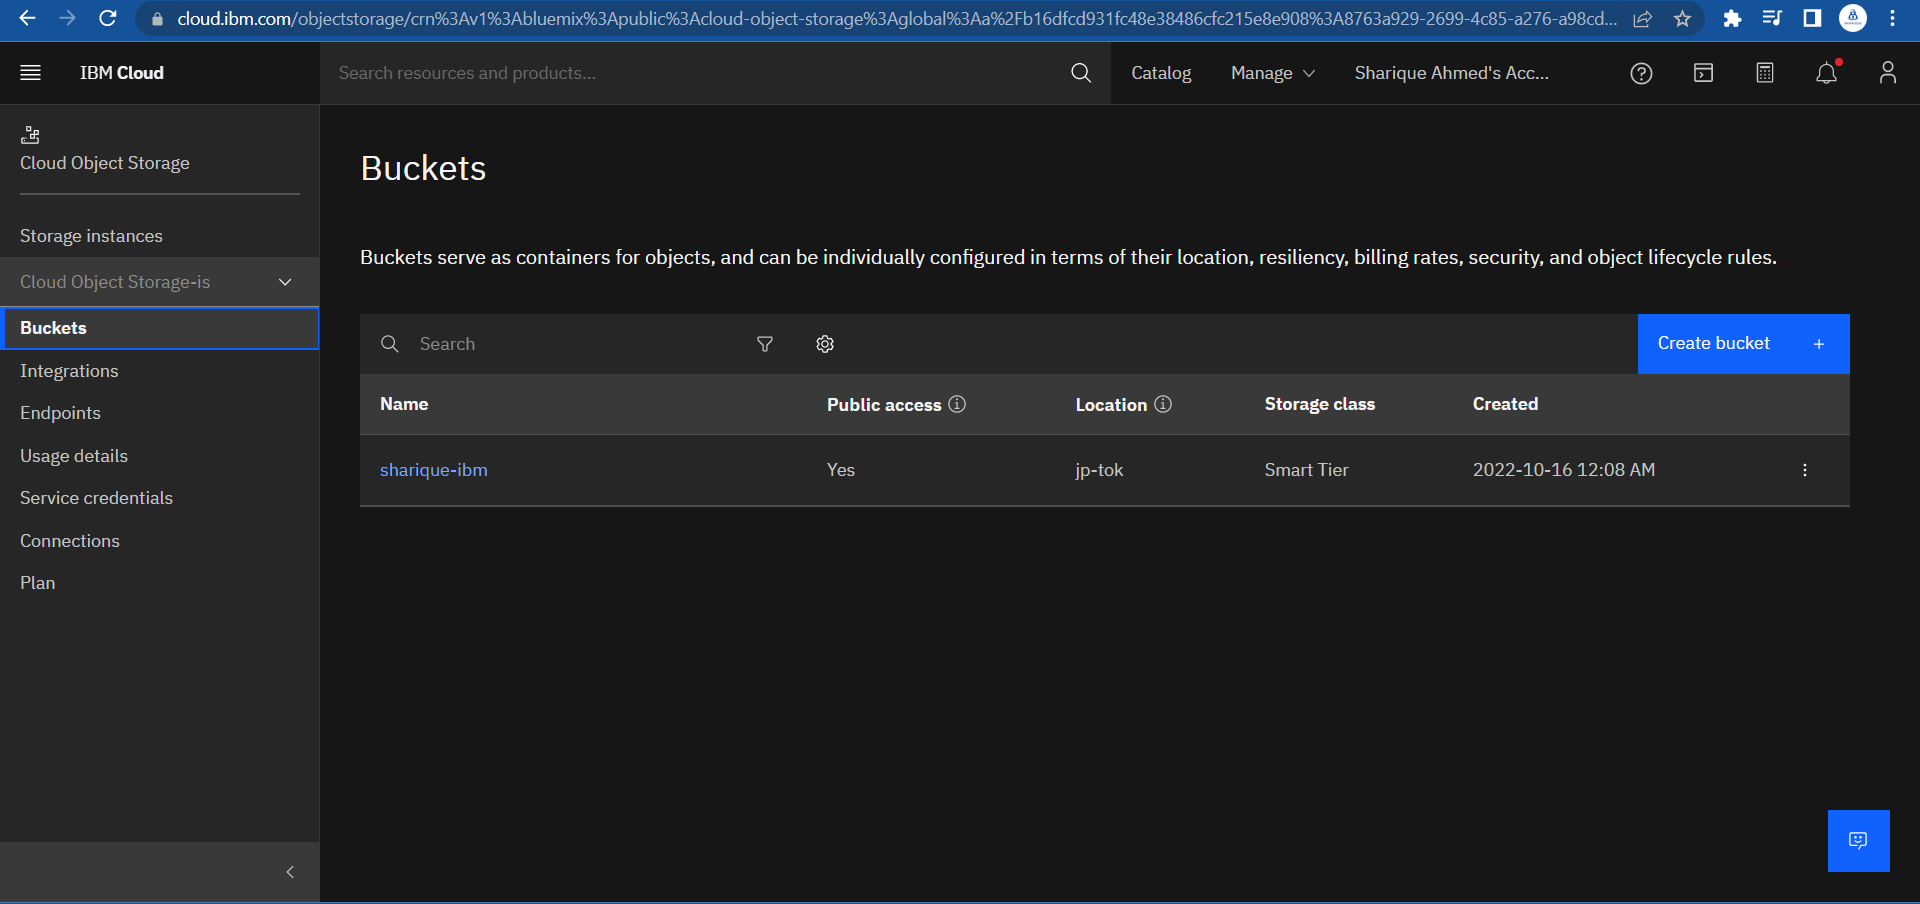 cloud.ibm.com/objectstorage/crn%3Av1%3Abluemix%3Apublic%3Acloud-object-storage%3Aglobal%3Aa%2Fb16dfcd931fc48e38486cfc215e8e908%3A8763a929-2699-4c85-a276-a98cd...
IBM Cloud
Search resources and products...
Catalog
Manage
Sharique Ahmed's Acc...
Cloud Object Storage
Storage instances
Cloud Object Storage-is
Buckets
Integrations
Endpoints
Usage details
Service credentials
Connections
Plan
Buckets
Buckets serve as containers for objects, and can be individually configured in terms of their location, resiliency, billing rates, security, and object lifecycle rules.
Search
Create bucket +
Name Public access Location Storage class Created
sharique-ibm Yes jp-tok Smart Tier 2022-10-16 12:08 AM